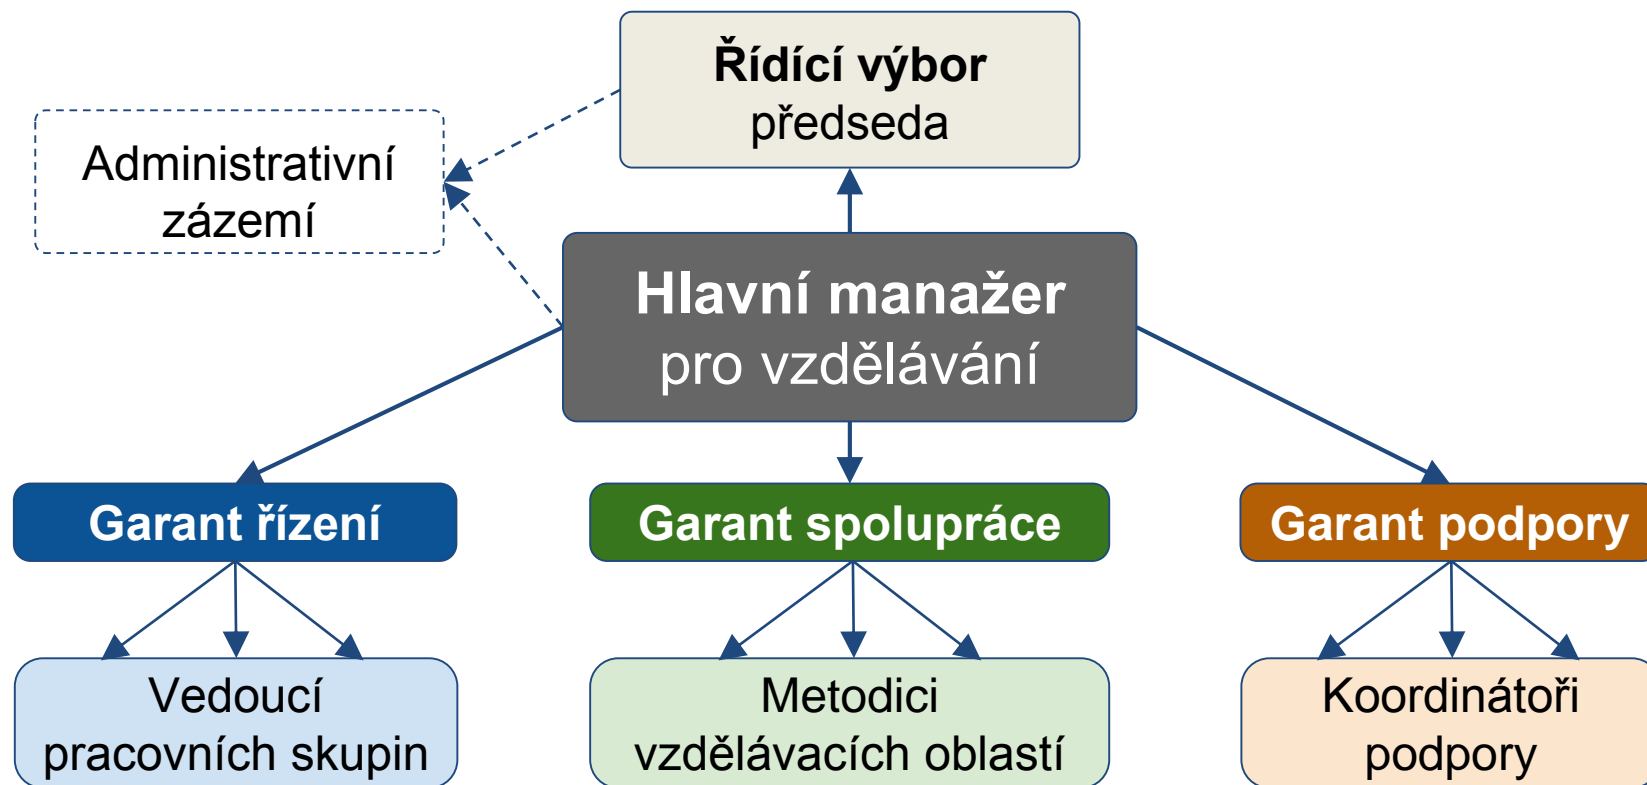 Řídící výbor
předseda
Administrativní
zázemí
Hlavní manažer
pro vzdělávání
Garant řízení
Garant spolupráce
Garant podpory
Vedoucí
pracovních skupin
Metodici
vzdělávacích oblastí
Koordinátoři
podpory